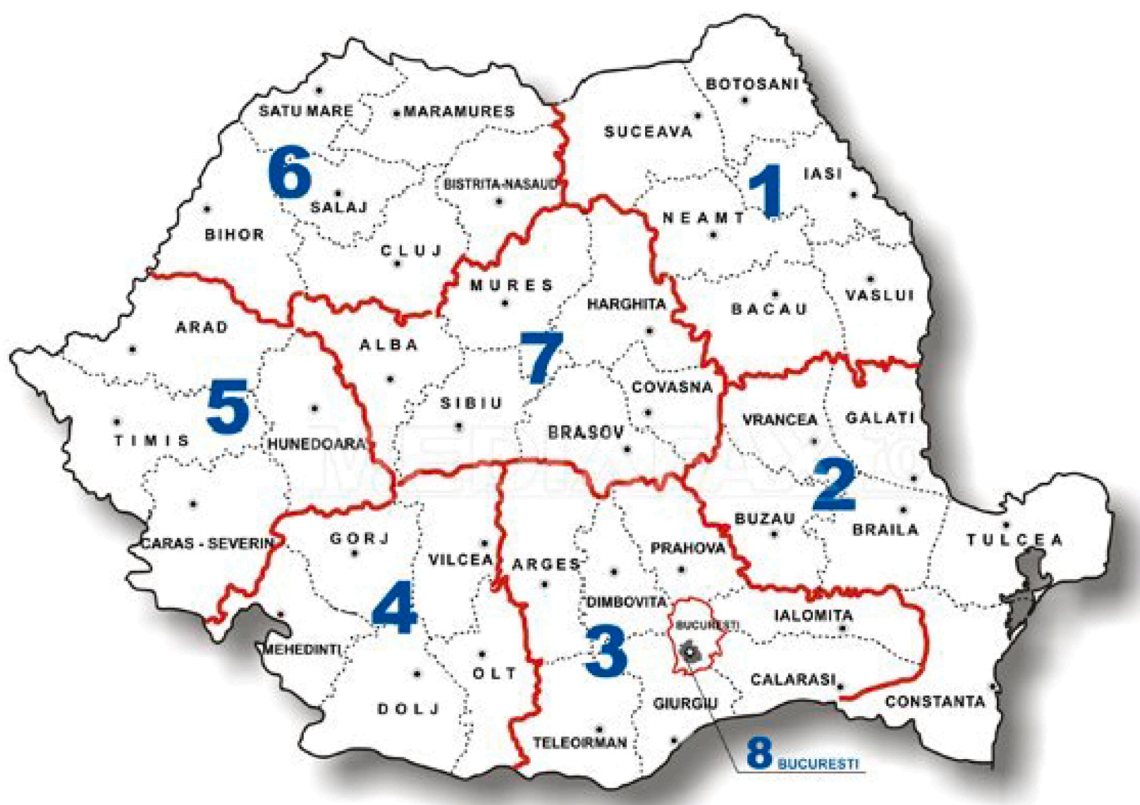 BOTOSANI
SATU MARE
MARAMURES
SUCEAVA
6
1
IASI
BISTRITA-NASAUD
SALAJ
NEAMT
BIHOR
CLUJ
MURES
HARGHITA
BACAU
VASLUI
ARAD
ALBA
7
5
COVASNA
SIBIU
VRANCEA
GALATI
TIMIS
HUNEDOARA
BRASOV
MEDIAFAX
2
BUZAU
BRAILA
CARAS - SEVERIN
GORJ
VILCEA
ARGES
PRAHOVA
TULCEA
4
DIMBOVITA
BUCURESTI
IALOMITA
MEHEDINTI
3
OLT
CALARASI
DOLJ
GIURGIU
CONSTANTA
TELEOIRMAN
8 BUCURESTI